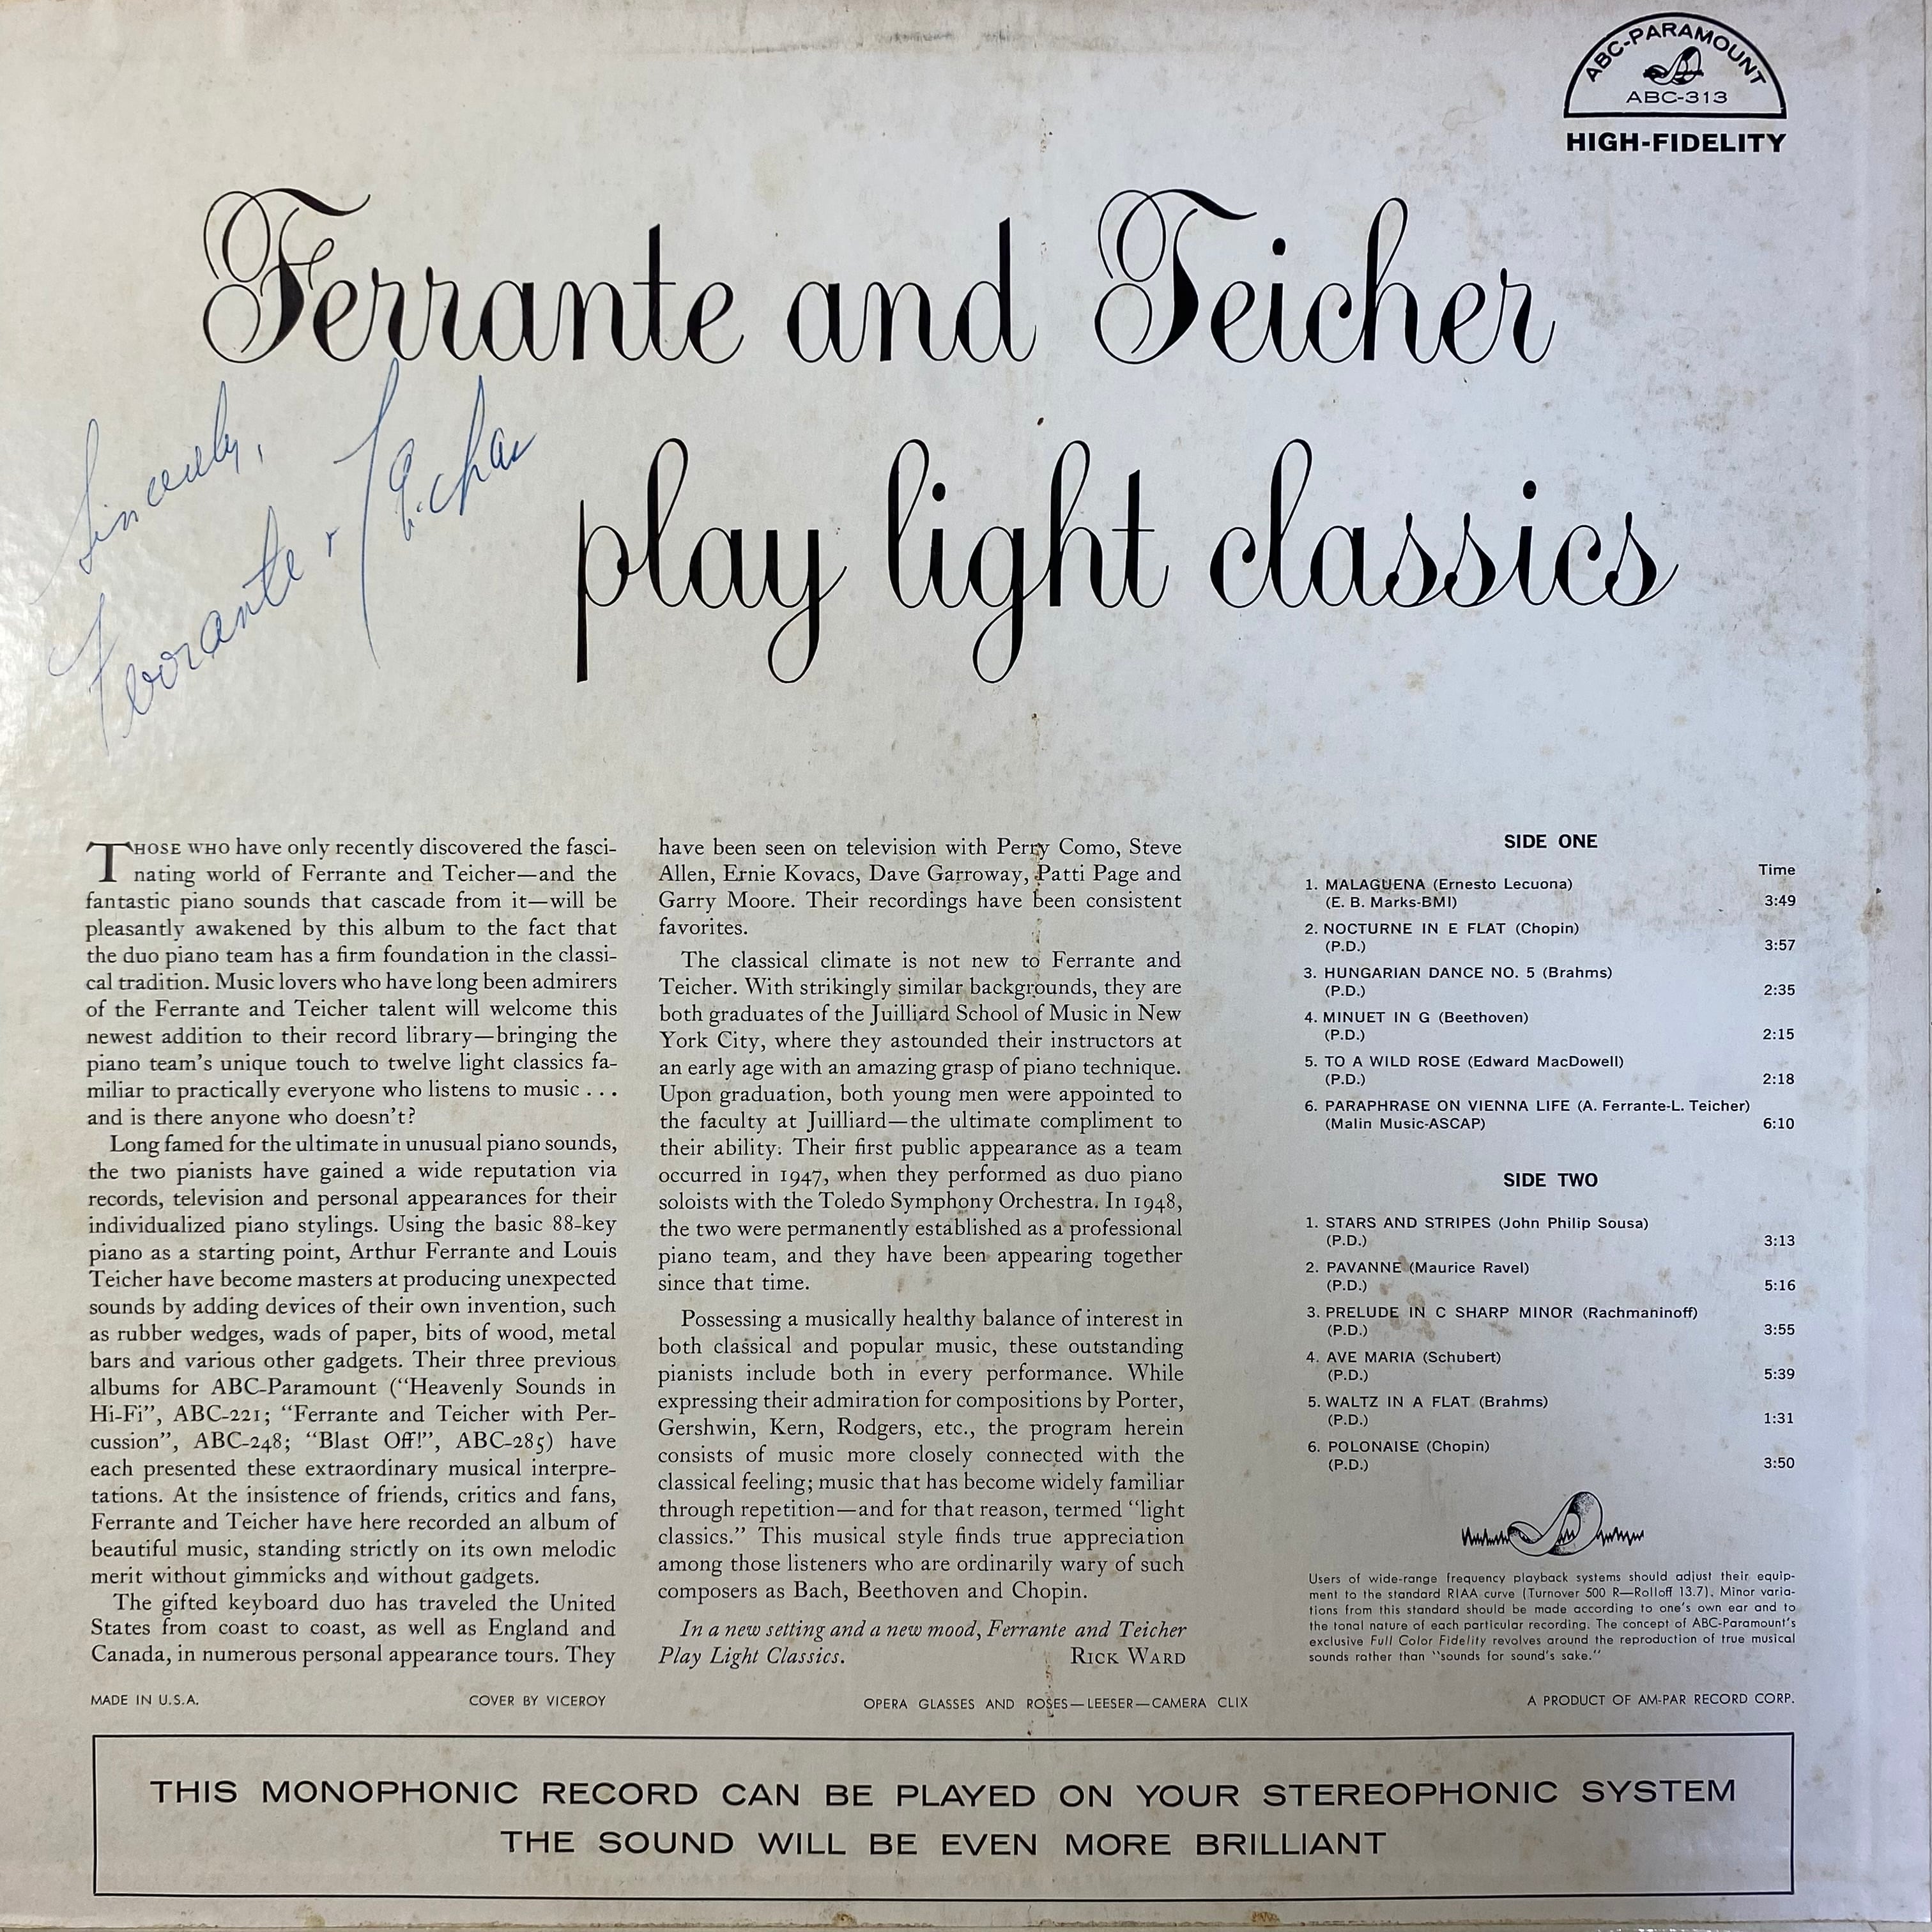 ABC-PARAMOUNT
ABC-313
HIGH-FIDELITY
Ferrante and Teicher
play light classics
Sincerely,
Ferrante + Teicher
THOSE WHO have only recently discovered the fasci-
nating world of Ferrante and Teicher—and the
fantastic piano sounds that cascade from it—will be
pleasantly awakened by this album to the fact that
the duo piano team has a firm foundation in the classi-
cal tradition. Music lovers who have long been admirers
of the Ferrante and Teicher talent will welcome this
newest addition to their record library—bringing the
piano team's unique touch to twelve light classics fa-
miliar to practically everyone who listens to music . . .
and is there anyone who doesn't?
Long famed for the ultimate in unusual piano sounds,
the two pianists have gained a wide reputation via
records, television and personal appearances for their
individualized piano stylings. Using the basic 88-key
piano as a starting point, Arthur Ferrante and Louis
Teicher have become masters at producing unexpected
sounds by adding devices of their own invention, such
as rubber wedges, wads of paper, bits of wood, metal
bars and various other gadgets. Their three previous
albums for ABC-Paramount ("Heavenly Sounds in
Hi-Fi", ABC-221; "Ferrante and Teicher with Per-
cussion", ABC-248; "Blast Off!", ABC-285) have
each presented these extraordinary musical interpre-
tations. At the insistence of friends, critics and fans,
Ferrante and Teicher have here recorded an album of
beautiful music, standing strictly on its own melodic
merit without gimmicks and without gadgets.
The gifted keyboard duo has traveled the United
States from coast to coast, as well as England and
Canada, in numerous personal appearance tours. They
have been seen on television with Perry Como, Steve
Allen, Ernie Kovacs, Dave Garroway, Patti Page and
Garry Moore. Their recordings have been consistent
favorites.
The classical climate is not new to Ferrante and
Teicher. With strikingly similar backgrounds, they are
both graduates of the Juilliard School of Music in New
York City, where they astounded their instructors at
an early age with an amazing grasp of piano technique.
Upon graduation, both young men were appointed to
the faculty at Juilliard—the ultimate compliment to
their ability. Their first public appearance as a team
occurred in 1947, when they performed as duo piano
soloists with the Toledo Symphony Orchestra. In 1948,
the two were permanently established as a professional
piano team, and they have been appearing together
since that time.
Possessing a musically healthy balance of interest in
both classical and popular music, these outstanding
pianists include both in every performance. While
expressing their admiration for compositions by Porter,
Gershwin, Kern, Rodgers, etc., the program herein
consists of music more closely connected with the
classical feeling; music that has become widely familiar
through repetition—and for that reason, termed "light
classics." This musical style finds true appreciation
among those listeners who are ordinarily wary of such
composers as Bach, Beethoven and Chopin.
In a new setting and a new mood, Ferrante and Teicher
Play Light Classics. RICK WARD
SIDE ONE
Time
1. MALAGUENA (Ernesto Lecuona)
(E. B. Marks-BMI) 3:49
2. NOCTURNE IN E FLAT (Chopin)
(P.D.) 3:57
3. HUNGARIAN DANCE NO. 5 (Brahms)
(P.D.) 2:35
4. MINUET IN G (Beethoven)
(P.D.) 2:15
5. TO A WILD ROSE (Edward MacDowell)
(P.D.) 2:18
6. PARAPHRASE ON VIENNA LIFE (A. Ferrante-L. Teicher)
(Malin Music-ASCAP) 6:10
SIDE TWO
1. STARS AND STRIPES (John Philip Sousa)
(P.D.) 3:13
2. PAVANNE (Maurice Ravel)
(P.D.) 5:16
3. PRELUDE IN C SHARP MINOR (Rachmaninoff)
(P.D.) 3:55
4. AVE MARIA (Schubert)
(P.D.) 5:39
5. WALTZ IN A FLAT (Brahms)
(P.D.) 1:31
6. POLONAISE (Chopin)
(P.D.) 3:50
Users of wide-range frequency playback systems should adjust their equip-
ment to the standard RIAA curve (Turnover 500 R—Rolloff 13.7). Minor varia-
tions from this standard should be made according to one's own ear and to
the tonal nature of each particular recording. The concept of ABC-Paramount's
exclusive Full Color Fidelity revolves around the reproduction of true musical
sounds rather than "sounds for sound's sake."
MADE IN U.S.A. COVER BY VICEROY OPERA GLASSES AND ROSES—LEESER—CAMERA CLIX A PRODUCT OF AM-PAR RECORD CORP.
THIS MONOPHONIC RECORD CAN BE PLAYED ON YOUR STEREOPHONIC SYSTEM
THE SOUND WILL BE EVEN MORE BRILLIANT